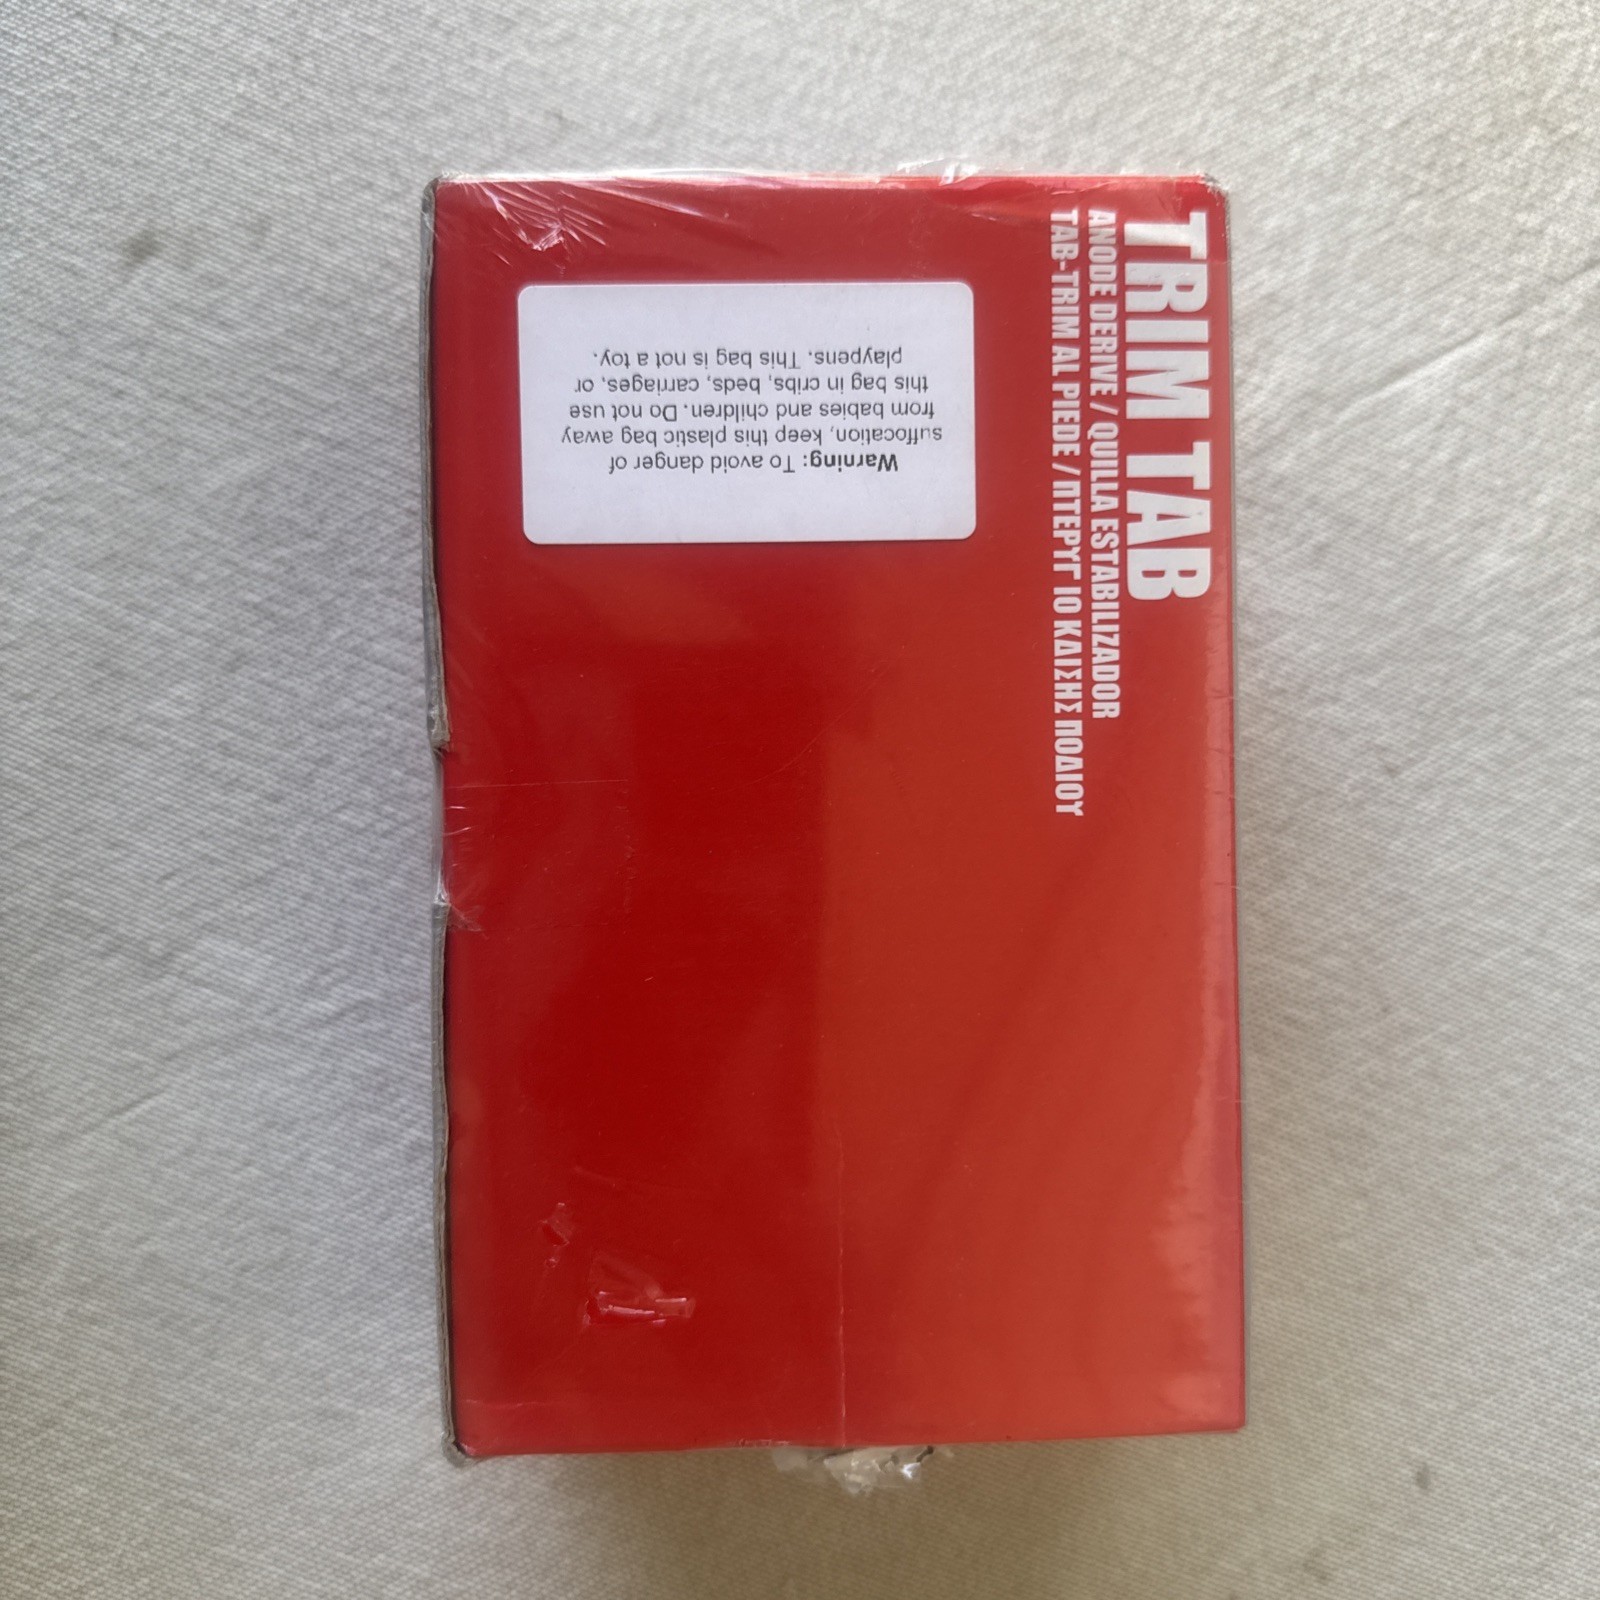 TRIM TAB
ANODE DERIVE / QUILLA ESTABILIZADOR
TAB-TRIM AL PIEDE / ΠΤΕΡΥΓ ΙΟ ΚΛΙΣΗΣ ΠΟΔΙΟΥ
Warning: To avoid danger of
suffocation, keep this plastic bag away
from babies and children. Do not use
this bag in cribs, beds, carriages, or
playpens. This bag is not a toy.